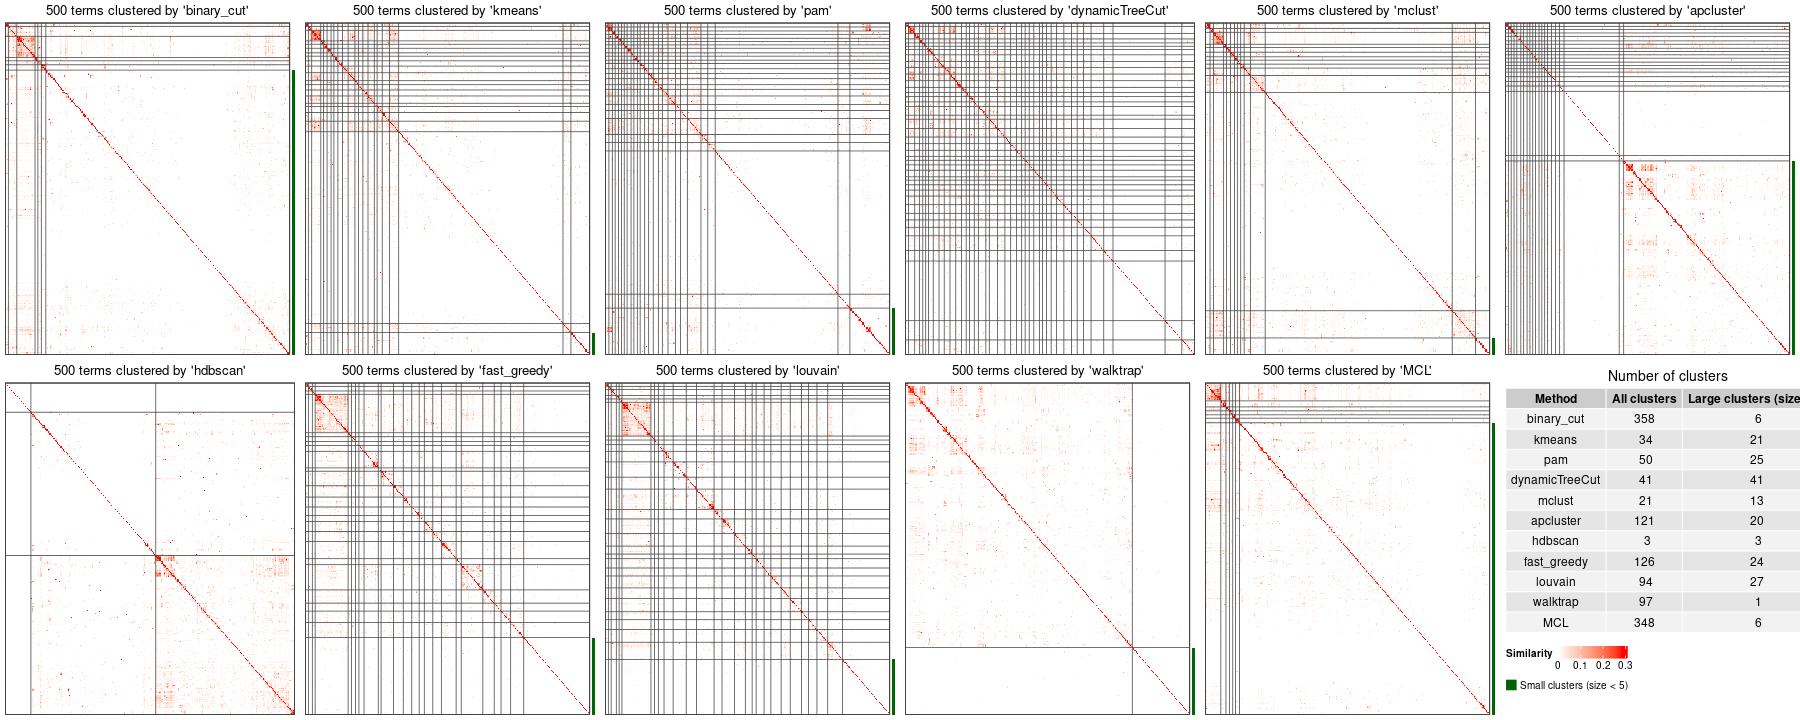 500 terms clustered by 'binary_cut'
500 terms clustered by 'kmeans'
500 terms clustered by 'pam'
500 terms clustered by 'dynamicTreeCut'
500 terms clustered by 'mclust'
500 terms clustered by 'apcluster'
500 terms clustered by 'hdbscan'
500 terms clustered by 'fast_greedy'
500 terms clustered by 'louvain'
500 terms clustered by 'walktrap'
500 terms clustered by 'MCL'
Number of clusters
Method All clusters Large clusters (size
binary_cut 358 6
kmeans 34 21
pam 50 25
dynamicTreeCut 41 41
mclust 21 13
apcluster 121 20
hdbscan 3 3
fast_greedy 126 24
louvain 94 27
walktrap 97 1
MCL 348 6
Similarity
0 0.1 0.2 0.3
Small clusters (size < 5)